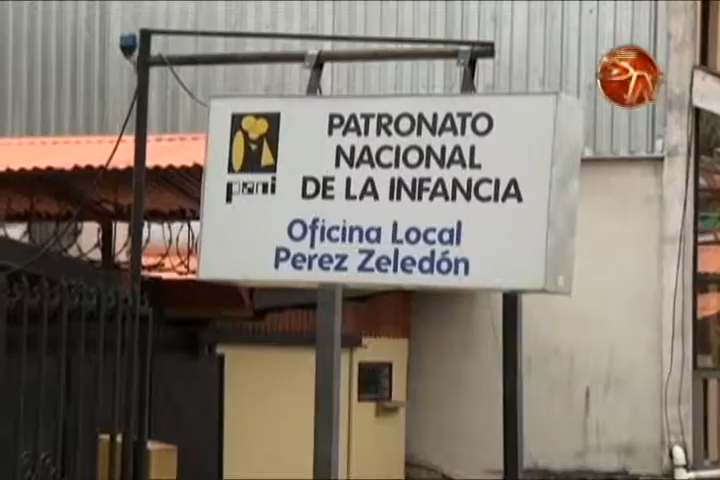 PATRONATO
NACIONAL
DE LA INFANCIA
pani
Oficina Local
Perez Zeledón